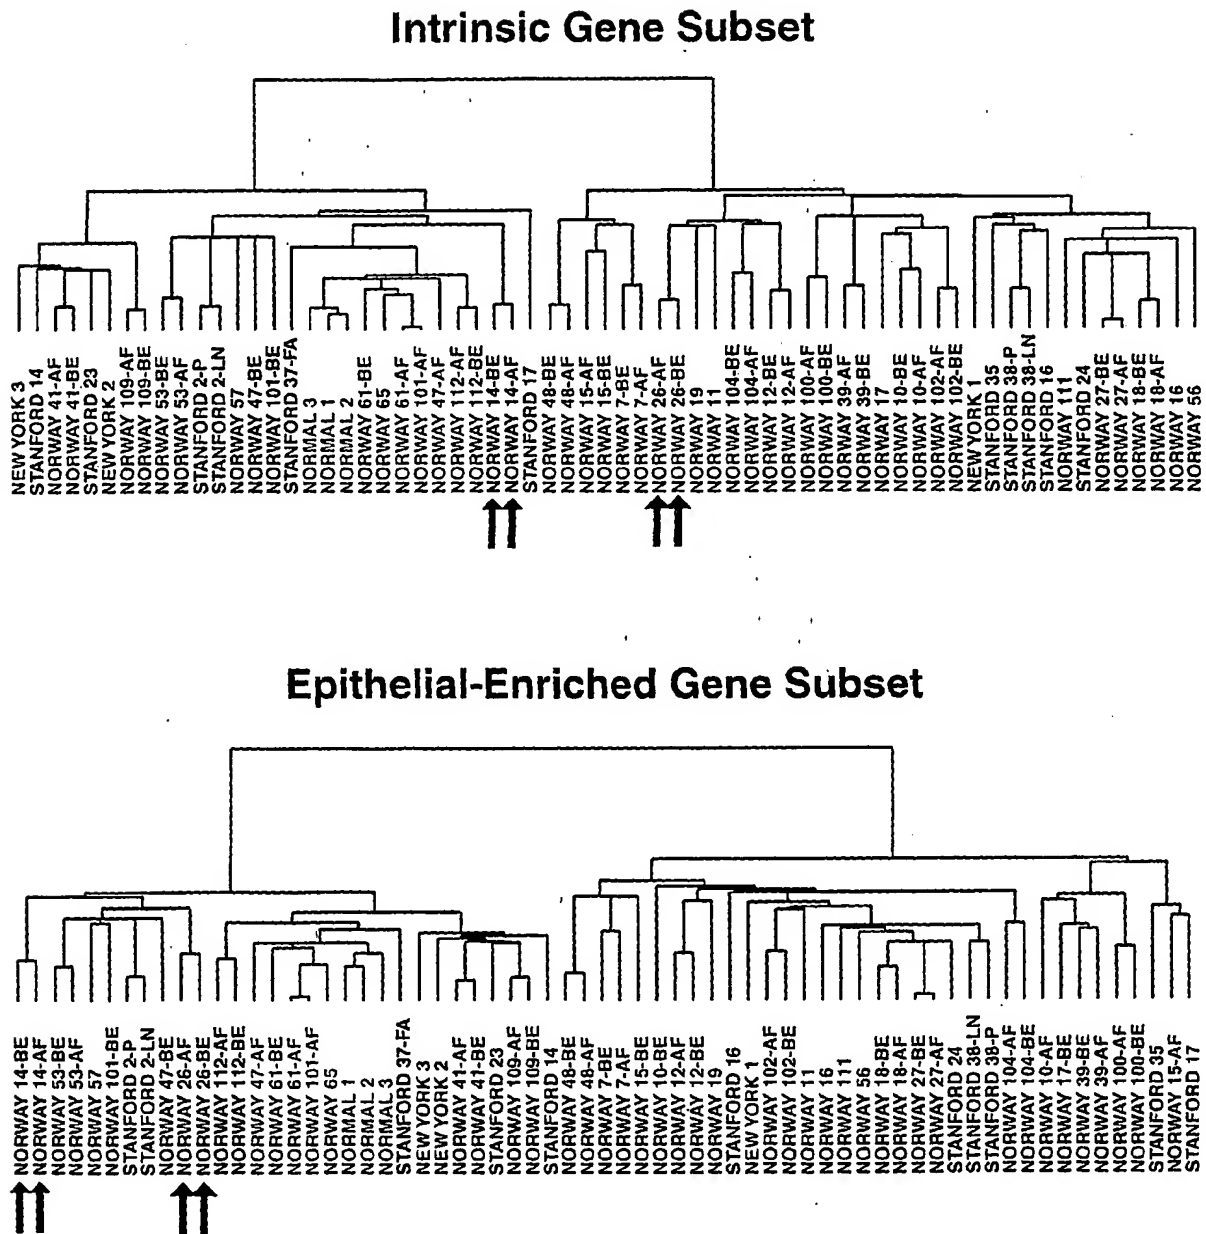 Intrinsic Gene Subset
NEW YORK 3
STANFORD 14
NORWAY 41-AF
NORWAY 41-BE
STANFORD 23
NEW YORK 2
NORWAY 109-AF
NORWAY 109-BE
NORWAY 53-BE
NORWAY 53-AF
STANFORD 2-P
STANFORD 2-LN
NORWAY 57
NORWAY 47-BE
NORWAY 101-BE
STANFORD 37-FA
NORMAL 3
NORMAL 1
NORMAL 2
NORWAY 61-BE
NORWAY 65
NORWAY 61-AF
NORWAY 101-AF
NORWAY 47-AF
NORWAY 112-AF
NORWAY 112-BE
NORWAY 14-BE
NORWAY 14-AF
STANFORD 17
NORWAY 48-BE
NORWAY 48-AF
NORWAY 15-AF
NORWAY 15-BE
NORWAY 7-BE
NORWAY 7-AF
NORWAY 26-AF
NORWAY 26-BE
NORWAY 19
NORWAY 11
NORWAY 104-BE
NORWAY 104-AF
NORWAY 12-BE
NORWAY 12-AF
NORWAY 100-AF
NORWAY 100-BE
NORWAY 39-AF
NORWAY 39-BE
NORWAY 17
NORWAY 10-BE
NORWAY 10-AF
NORWAY 102-AF
NORWAY 102-BE
NEW YORK 1
STANFORD 35
STANFORD 38-P
STANFORD 38-LN
STANFORD 16
NORWAY 111
STANFORD 24
NORWAY 27-BE
NORWAY 27-AF
NORWAY 18-BE
NORWAY 18-AF
NORWAY 16
NORWAY 56
Epithelial-Enriched Gene Subset
NORWAY 14-BE
NORWAY 14-AF
NORWAY 53-BE
NORWAY 53-AF
NORWAY 57
NORWAY 101-BE
STANFORD 2-P
STANFORD 2-LN
NORWAY 47-BE
NORWAY 26-AF
NORWAY 26-BE
NORWAY 112-AF
NORWAY 112-BE
NORWAY 47-AF
NORWAY 61-BE
NORWAY 61-AF
NORWAY 101-AF
NORWAY 65
NORMAL 1
NORMAL 2
NORMAL 3
STANFORD 37-FA
NEW YORK 3
NEW YORK 2
NORWAY 41-AF
NORWAY 41-BE
STANFORD 23
NORWAY 109-AF
NORWAY 109-BE
STANFORD 14
NORWAY 48-BE
NORWAY 48-AF
NORWAY 7-BE
NORWAY 7-AF
NORWAY 15-BE
NORWAY 10-BE
NORWAY 12-AF
NORWAY 12-BE
NORWAY 19
STANFORD 16
NEW YORK 1
NORWAY 102-AF
NORWAY 102-BE
NORWAY 11
NORWAY 16
NORWAY 111
NORWAY 56
NORWAY 18-BE
NORWAY 18-AF
NORWAY 27-BE
NORWAY 27-AF
STANFORD 24
STANFORD 38-LN
STANFORD 38-P
NORWAY 104-AF
NORWAY 104-BE
NORWAY 10-AF
NORWAY 17-BE
NORWAY 39-BE
NORWAY 39-AF
NORWAY 100-AF
NORWAY 100-BE
STANFORD 35
NORWAY 15-AF
STANFORD 17